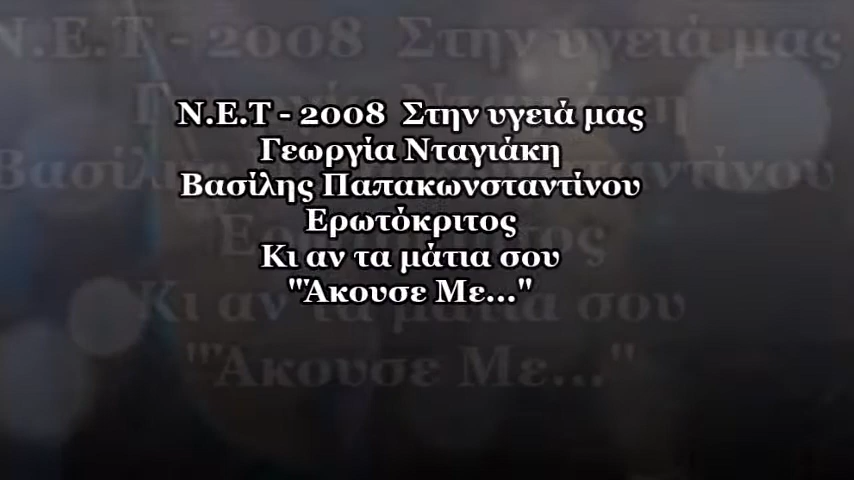 Ν.Ε.Τ - 2008 Στην υγειά μας
Γεωργία Νταγιάκη
Βασίλης Παπακωνσταντίνου
Ερωτόκριτος
Κι αν τα μάτια σου
"Άκουσε Με..."